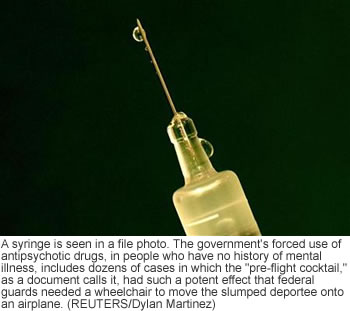 A syringe is seen in a file photo. The government's forced use of
antipsychotic drugs, in people who have no history of mental
illness, includes dozens of cases in which the "pre-flight cocktail,"
as a document calls it, had such a potent effect that federal
guards needed a wheelchair to move the slumped deportee onto
an airplane. (REUTERS/Dylan Martinez)